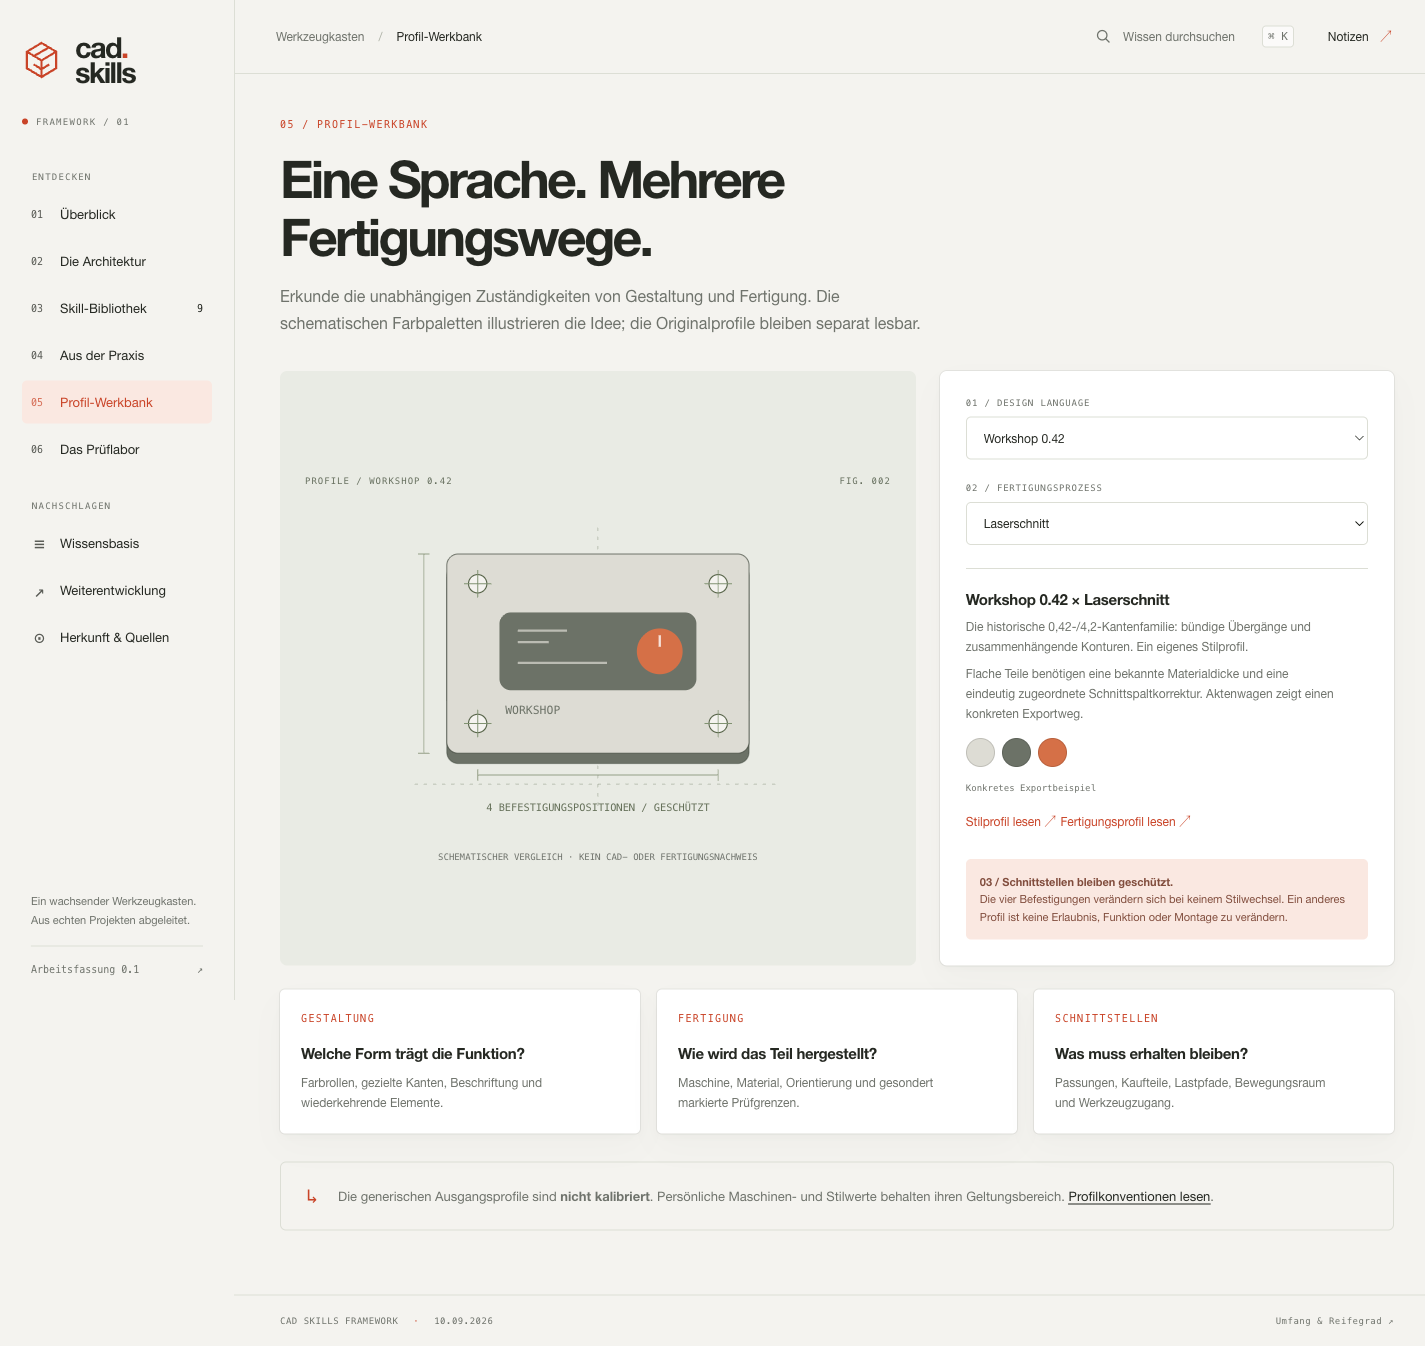 cad.
skills
FRAMEWORK / 01
ENTDECKEN
01 Überblick
02 Die Architektur
03 Skill-Bibliothek 9
04 Aus der Praxis
05 Profil-Werkbank
06 Das Prüflabor
NACHSCHLAGEN
≡ Wissensbasis
↗ Weiterentwicklung
⊙ Herkunft & Quellen
Ein wachsender Werkzeugkasten.
Aus echten Projekten abgeleitet.
Arbeitsfassung 0.1 ↗
Werkzeugkasten / Profil-Werkbank
Wissen durchsuchen ⌘ K Notizen ↗
05 / PROFIL-WERKBANK
Eine Sprache. Mehrere
Fertigungswege.
Erkunde die unabhängigen Zuständigkeiten von Gestaltung und Fertigung. Die
schematischen Farbpaletten illustrieren die Idee; die Originalprofile bleiben separat lesbar.
PROFILE / WORKSHOP 0.42 FIG. 002
WORKSHOP
4 BEFESTIGUNGSPOSITIONEN / GESCHÜTZT
SCHEMATISCHER VERGLEICH · KEIN CAD- ODER FERTIGUNGSNACHWEIS
01 / DESIGN LANGUAGE
Workshop 0.42
02 / FERTIGUNGSPROZESS
Laserschnitt
Workshop 0.42 × Laserschnitt
Die historische 0,42-/4,2-Kantenfamilie: bündige Übergänge und
zusammenhängende Konturen. Ein eigenes Stilprofil.
Flache Teile benötigen eine bekannte Materialdicke und eine
eindeutig zugeordnete Schnittspaltkorrektur. Aktenwagen zeigt einen
konkreten Exportweg.
Konkretes Exportbeispiel
Stilprofil lesen ↗ Fertigungsprofil lesen ↗
03 / Schnittstellen bleiben geschützt.
Die vier Befestigungen verändern sich bei keinem Stilwechsel. Ein anderes
Profil ist keine Erlaubnis, Funktion oder Montage zu verändern.
GESTALTUNG
Welche Form trägt die Funktion?
Farbrollen, gezielte Kanten, Beschriftung und
wiederkehrende Elemente.
FERTIGUNG
Wie wird das Teil hergestellt?
Maschine, Material, Orientierung und gesondert
markierte Prüfgrenzen.
SCHNITTSTELLEN
Was muss erhalten bleiben?
Passungen, Kaufteile, Lastpfade, Bewegungsraum
und Werkzeugzugang.
↳ Die generischen Ausgangsprofile sind nicht kalibriert. Persönliche Maschinen- und Stilwerte behalten ihren Geltungsbereich. Profilkonventionen lesen.
CAD SKILLS FRAMEWORK · 10.09.2026
Umfang & Reifegrad ↗